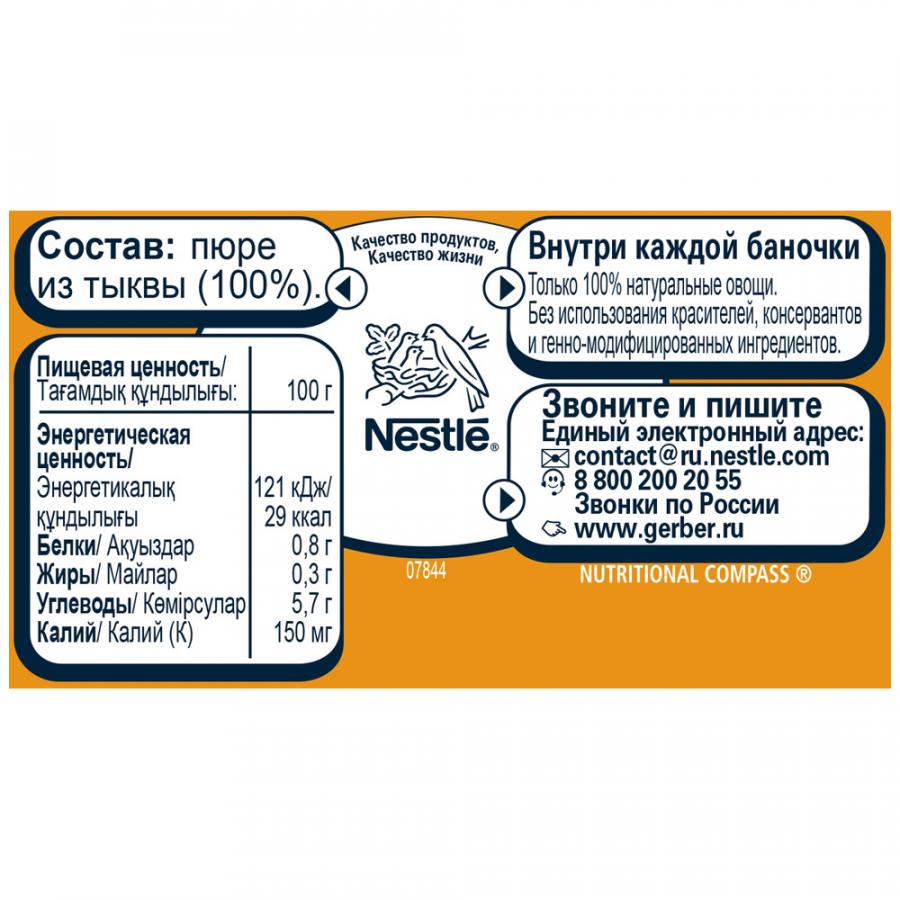 Состав: пюре
из тыквы (100%).
Пищевая ценность/
Тағамдық құндылығы: 100 г
Энергетическая
ценность/
Энергетикалық 121 кДж/
құндылығы 29 ккал
Белки/ Ақуыздар 0,8 г
Жиры/ Майлар 0,3 г
Углеводы/ Көмірсулар 5,7 г
Калий/ Калий (К) 150 мг
Качество продуктов,
Качество жизни
Nestlé®
07844
Внутри каждой баночки
Только 100% натуральные овощи.
Без использования красителей, консервантов
и генно-модифицированных ингредиентов.
Звоните и пишите
Единый электронный адрес:
contact@ru.nestle.com
8 800 200 20 55
Звонки по России
www.gerber.ru
NUTRITIONAL COMPASS ®